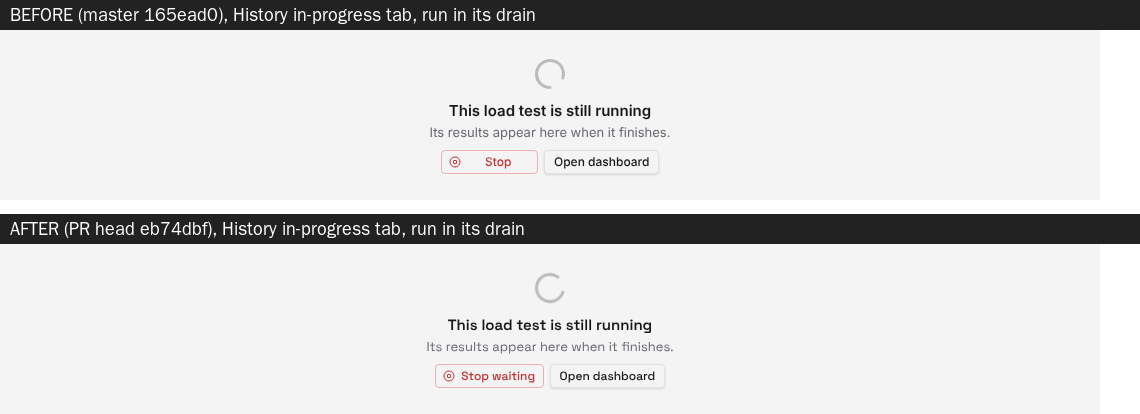 BEFORE (master 165ead0), History in-progress tab, run in its drain
This load test is still running
Its results appear here when it finishes.
Stop
Open dashboard
AFTER (PR head eb74dbf), History in-progress tab, run in its drain
This load test is still running
Its results appear here when it finishes.
Stop waiting
Open dashboard